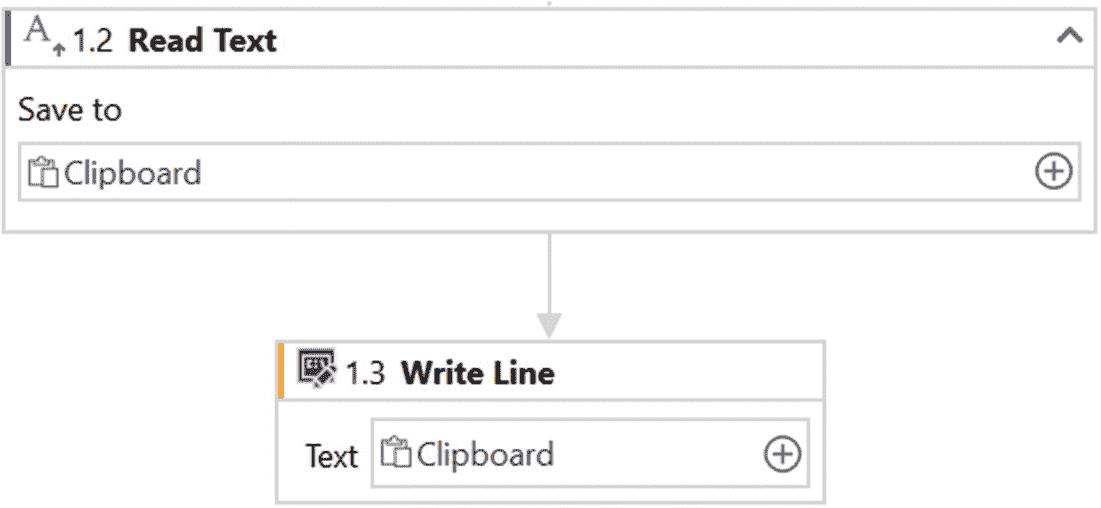 1.2 Read Text
Save to
Clipboard
1.3 Write Line
Text Clipboard